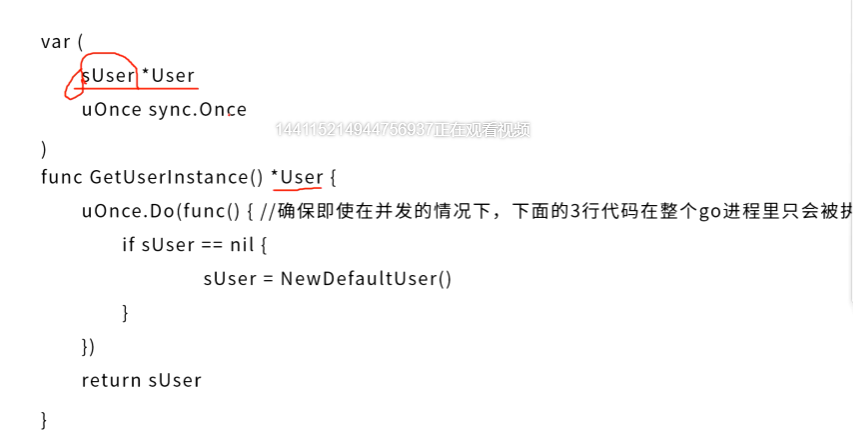 var (
sUser *User
uOnce sync.Once
144115214944756937正在观看视频
)
func GetUserInstance() *User {
uOnce.Do(func() { //确保即使在并发的情况下，下面的3行代码在整个go进程里只会被执
if sUser == nil {
sUser = NewDefaultUser()
}
})
return sUser
}